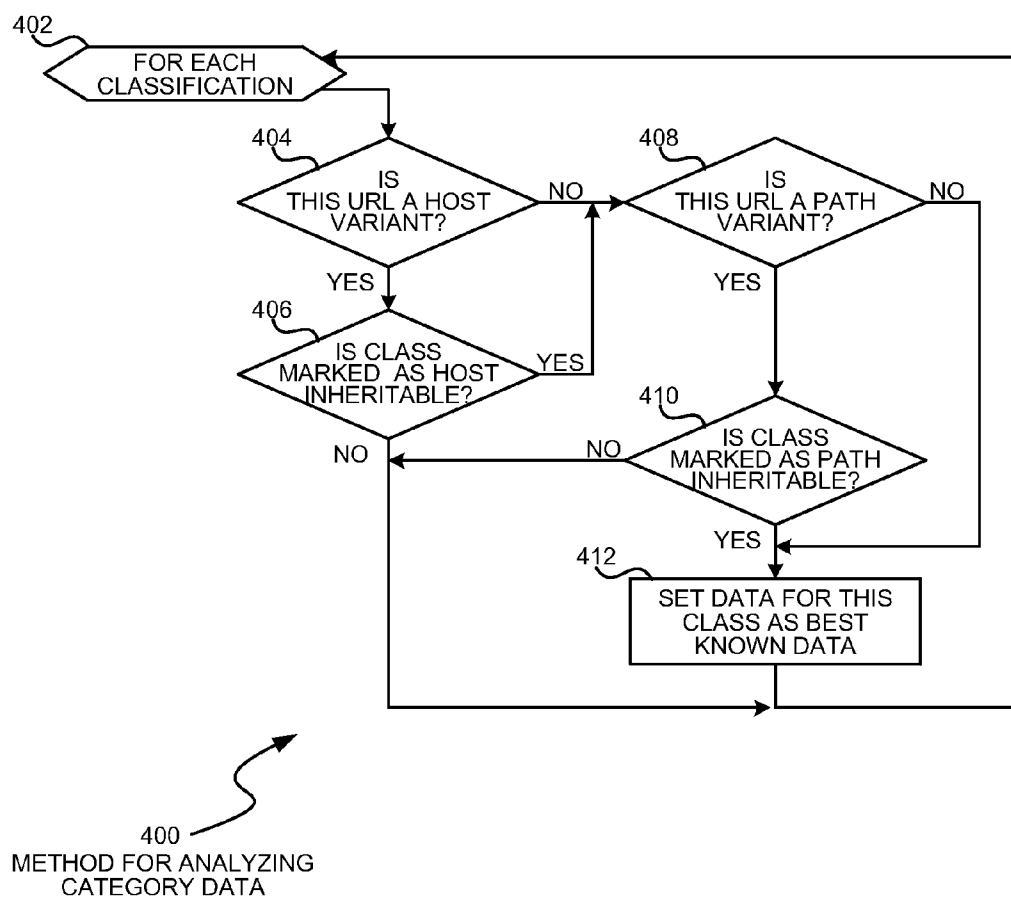 402
FOR EACH
CLASSIFICATION
404
IS
THIS URL A HOST
VARIANT?
NO
YES
406
IS CLASS
MARKED AS HOST
INHERITABLE?
YES
NO
408
IS
THIS URL A PATH
VARIANT?
NO
YES
410
IS CLASS
MARKED AS PATH
INHERITABLE?
NO
YES
412
SET DATA FOR THIS
CLASS AS BEST
KNOWN DATA
400
METHOD FOR ANALYZING
CATEGORY DATA